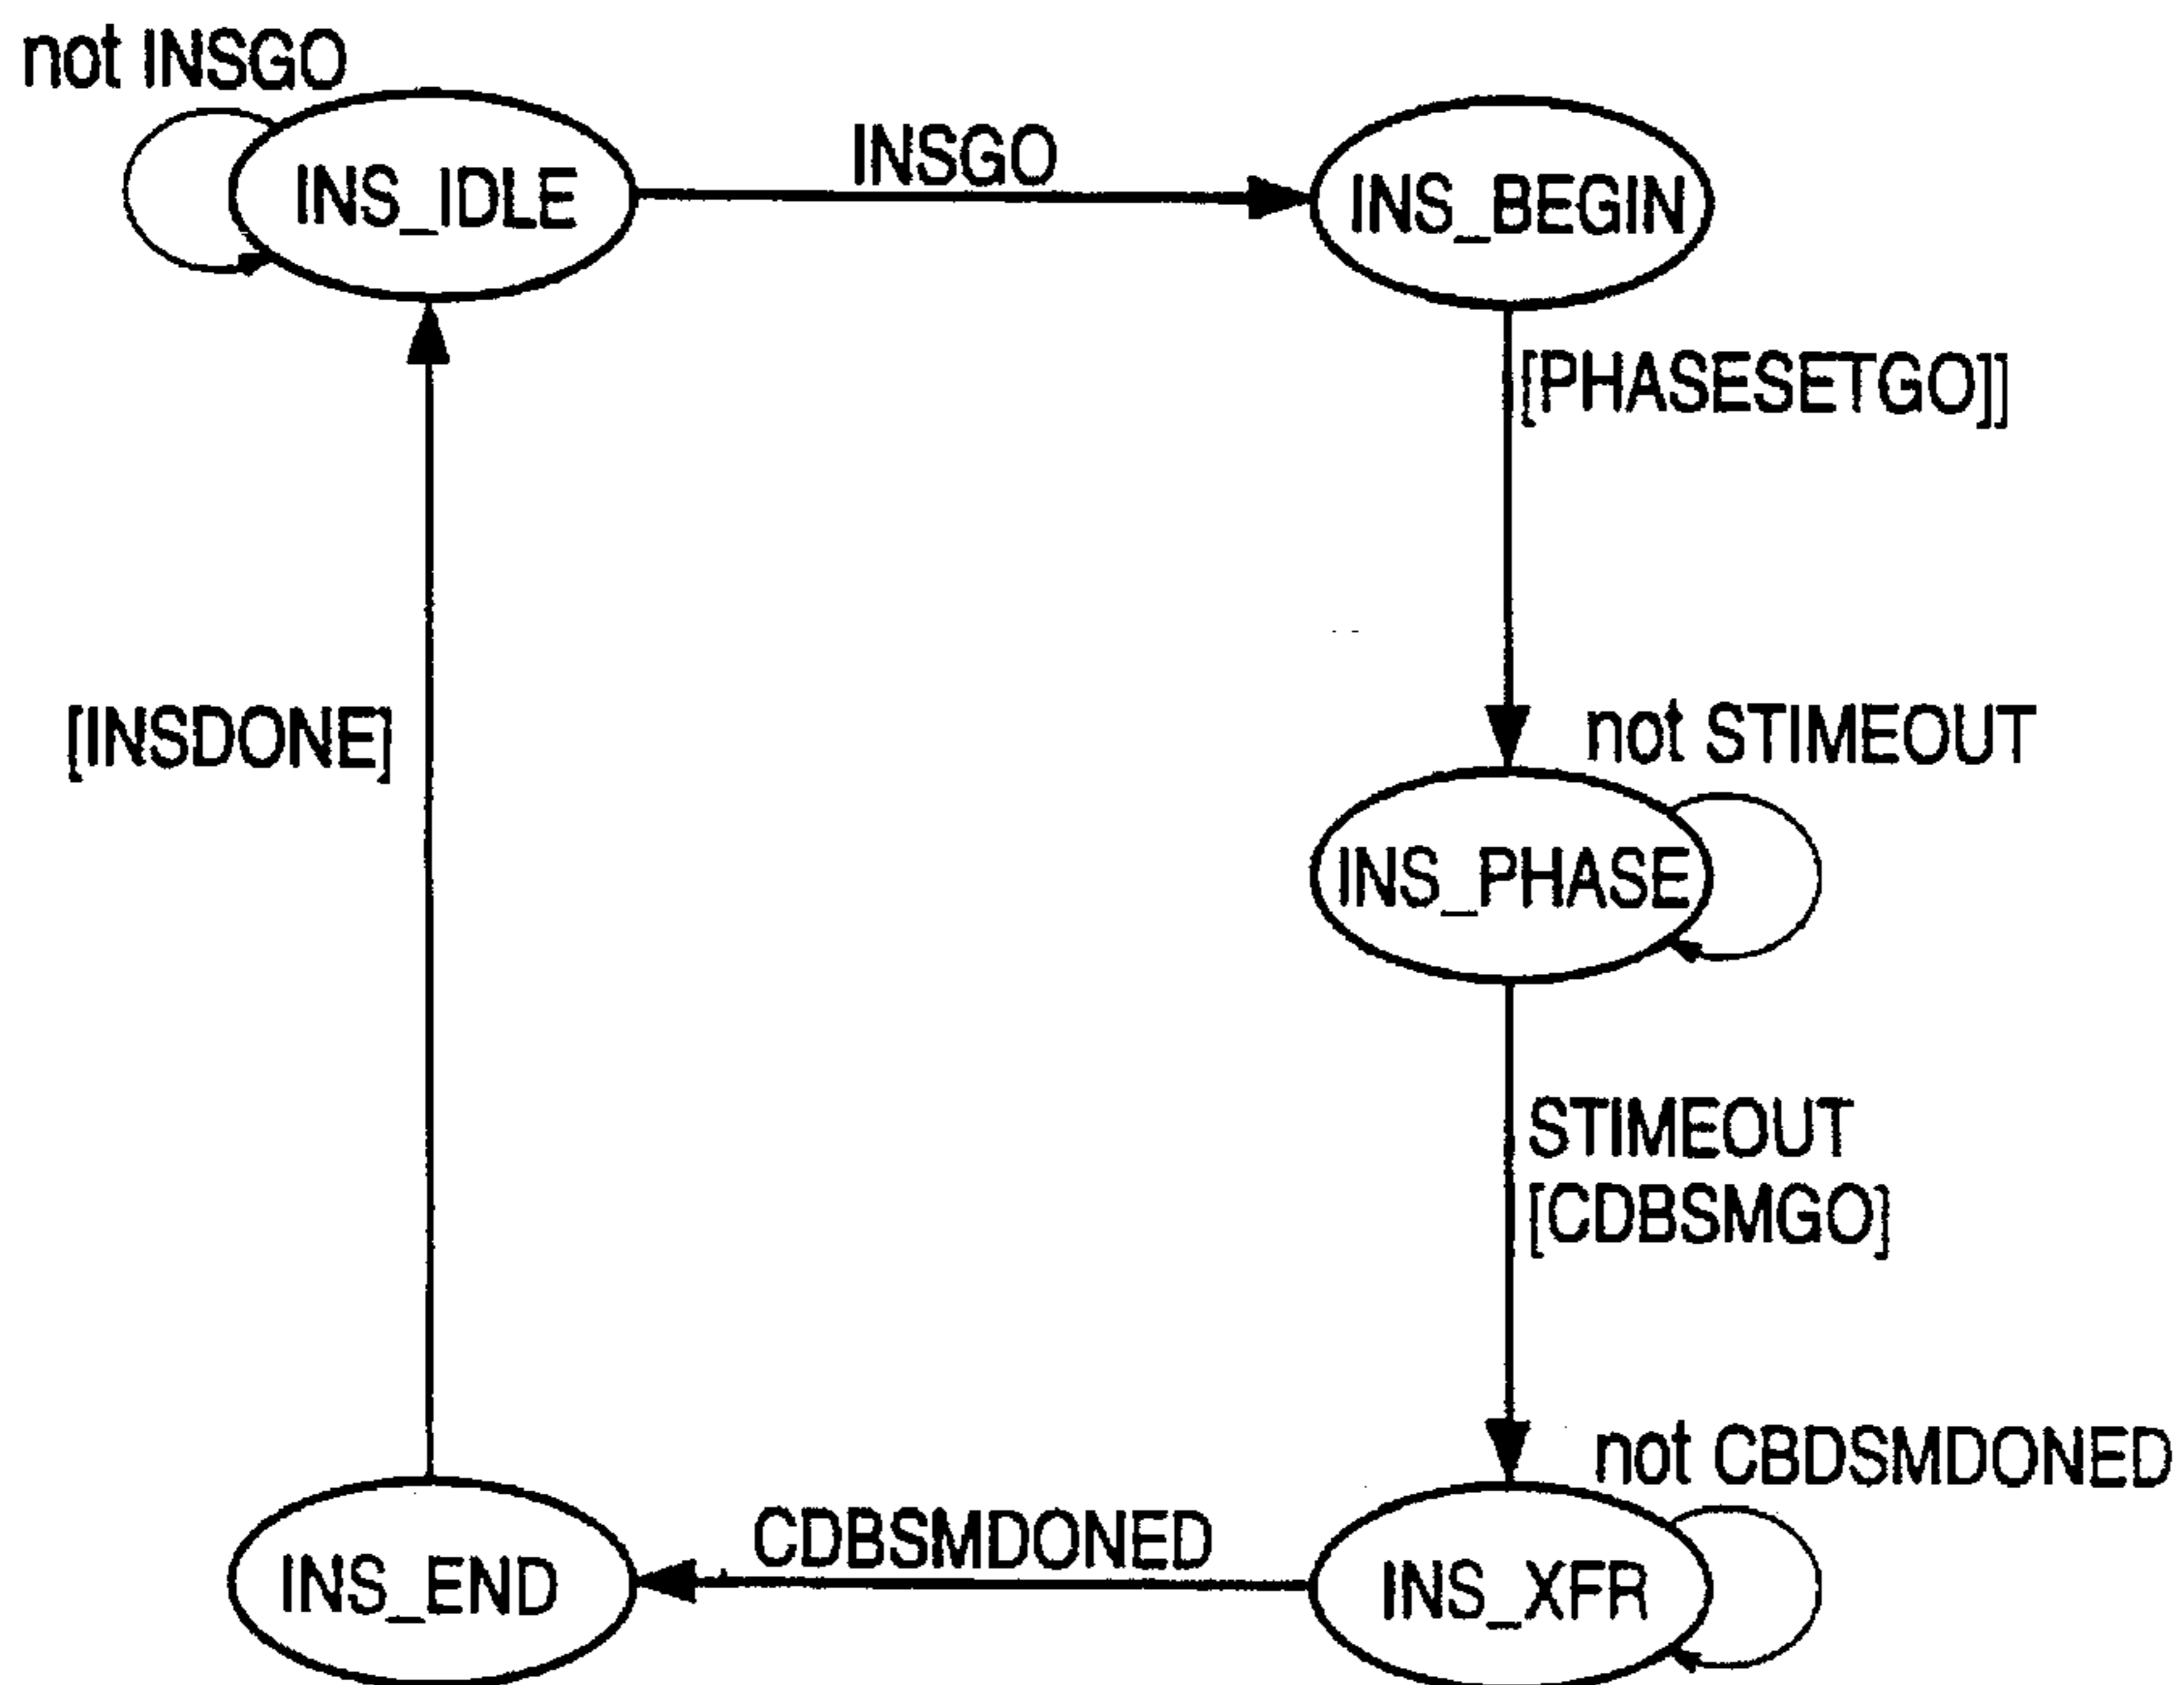 not INSGO
INS_IDLE
INSGO
INS_BEGIN
[PHASESETGO]]
[INSDONE]
not STIMEOUT
INS_PHASE
STIMEOUT
[CDBSMGO]
not CBDSMDONED
INS_END
CDBSMDONED
INS_XFR